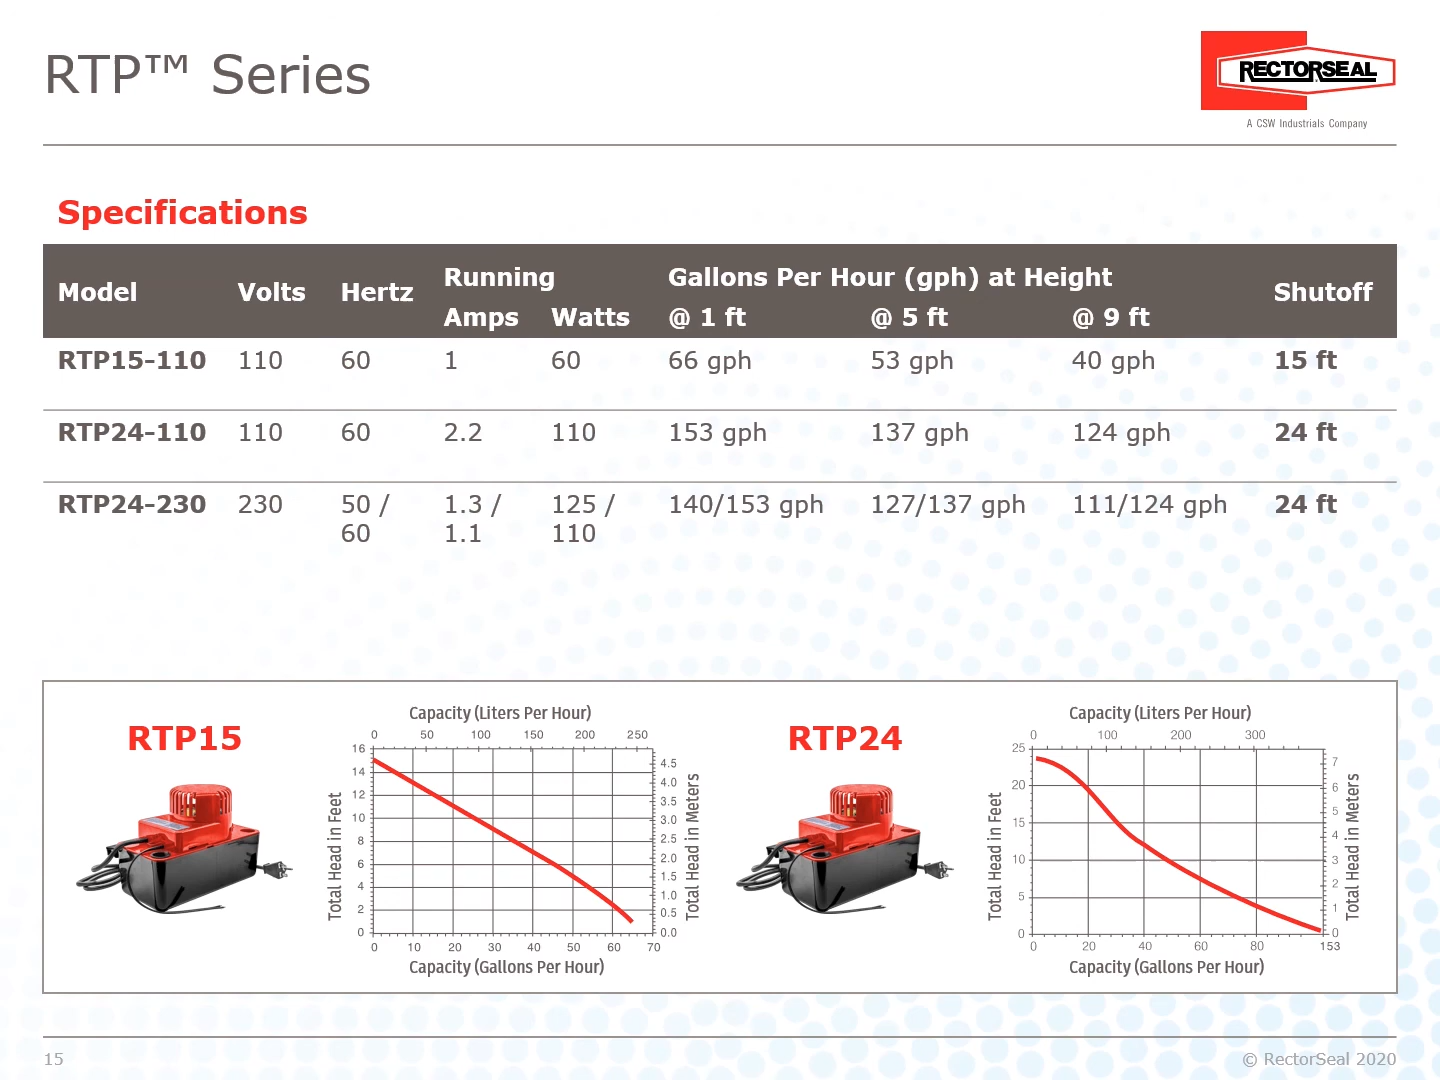 RTP™ Series
RECTORSEAL
A CSW Industrials Company
Specifications
Model Volts Hertz Running Gallons Per Hour (gph) at Height Shutoff
Amps Watts @ 1 ft @ 5 ft @ 9 ft
RTP15-110 110 60 1 60 66 gph 53 gph 40 gph 15 ft
RTP24-110 110 60 2.2 110 153 gph 137 gph 124 gph 24 ft
RTP24-230 230 50 / 1.3 / 125 / 140/153 gph 127/137 gph 111/124 gph 24 ft
60 1.1 110
RTP15
Capacity (Liters Per Hour)
0 50 100 150 200 250
Total Head in Feet
16
14
12
10
8
6
4
2
0
4.5
4.0
3.5
3.0
2.5
2.0
1.5
1.0
0.5
0.0
Total Head in Meters
0 10 20 30 40 50 60 70
Capacity (Gallons Per Hour)
RTP24
Capacity (Liters Per Hour)
0 100 200 300
Total Head in Feet
25
20
15
10
5
0
7
6
5
4
3
2
1
0
Total Head in Meters
0 20 40 60 80 153
Capacity (Gallons Per Hour)
15
© RectorSeal 2020